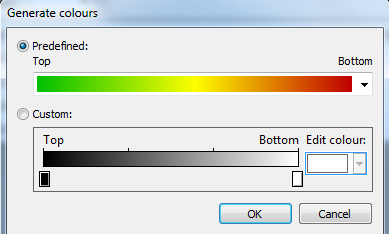 Generate colours
Predefined:
Top Bottom
Custom:
Top Bottom Edit colour:
OK Cancel